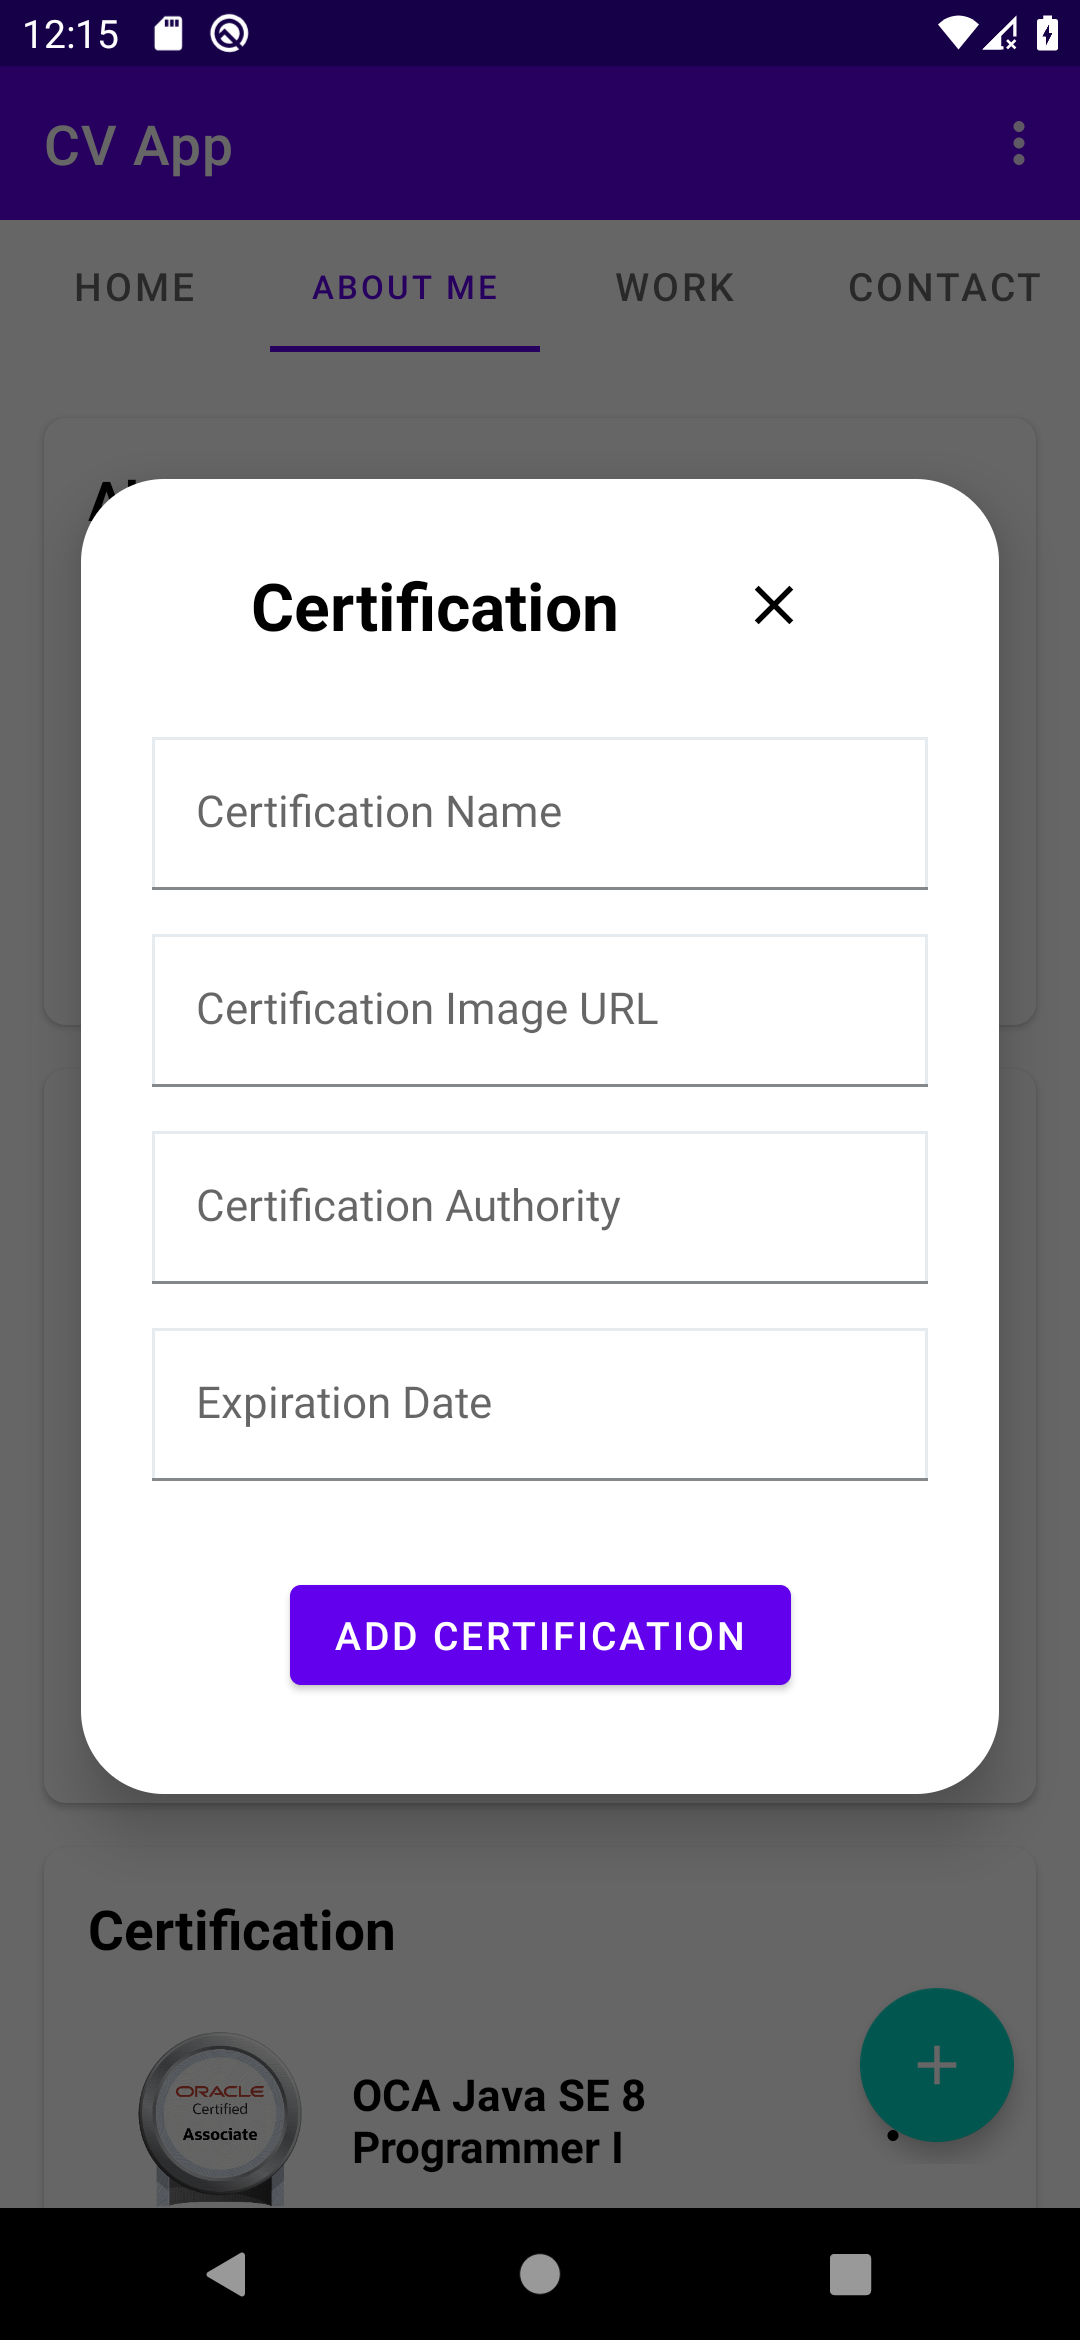 12:15
CV App
HOME
ABOUT ME
WORK
CONTACT
Certification
Certification Name
Certification Image URL
Certification Authority
Expiration Date
ADD CERTIFICATION
Certification
ORACLE
Certified
Associate
OCA Java SE 8
Programmer I